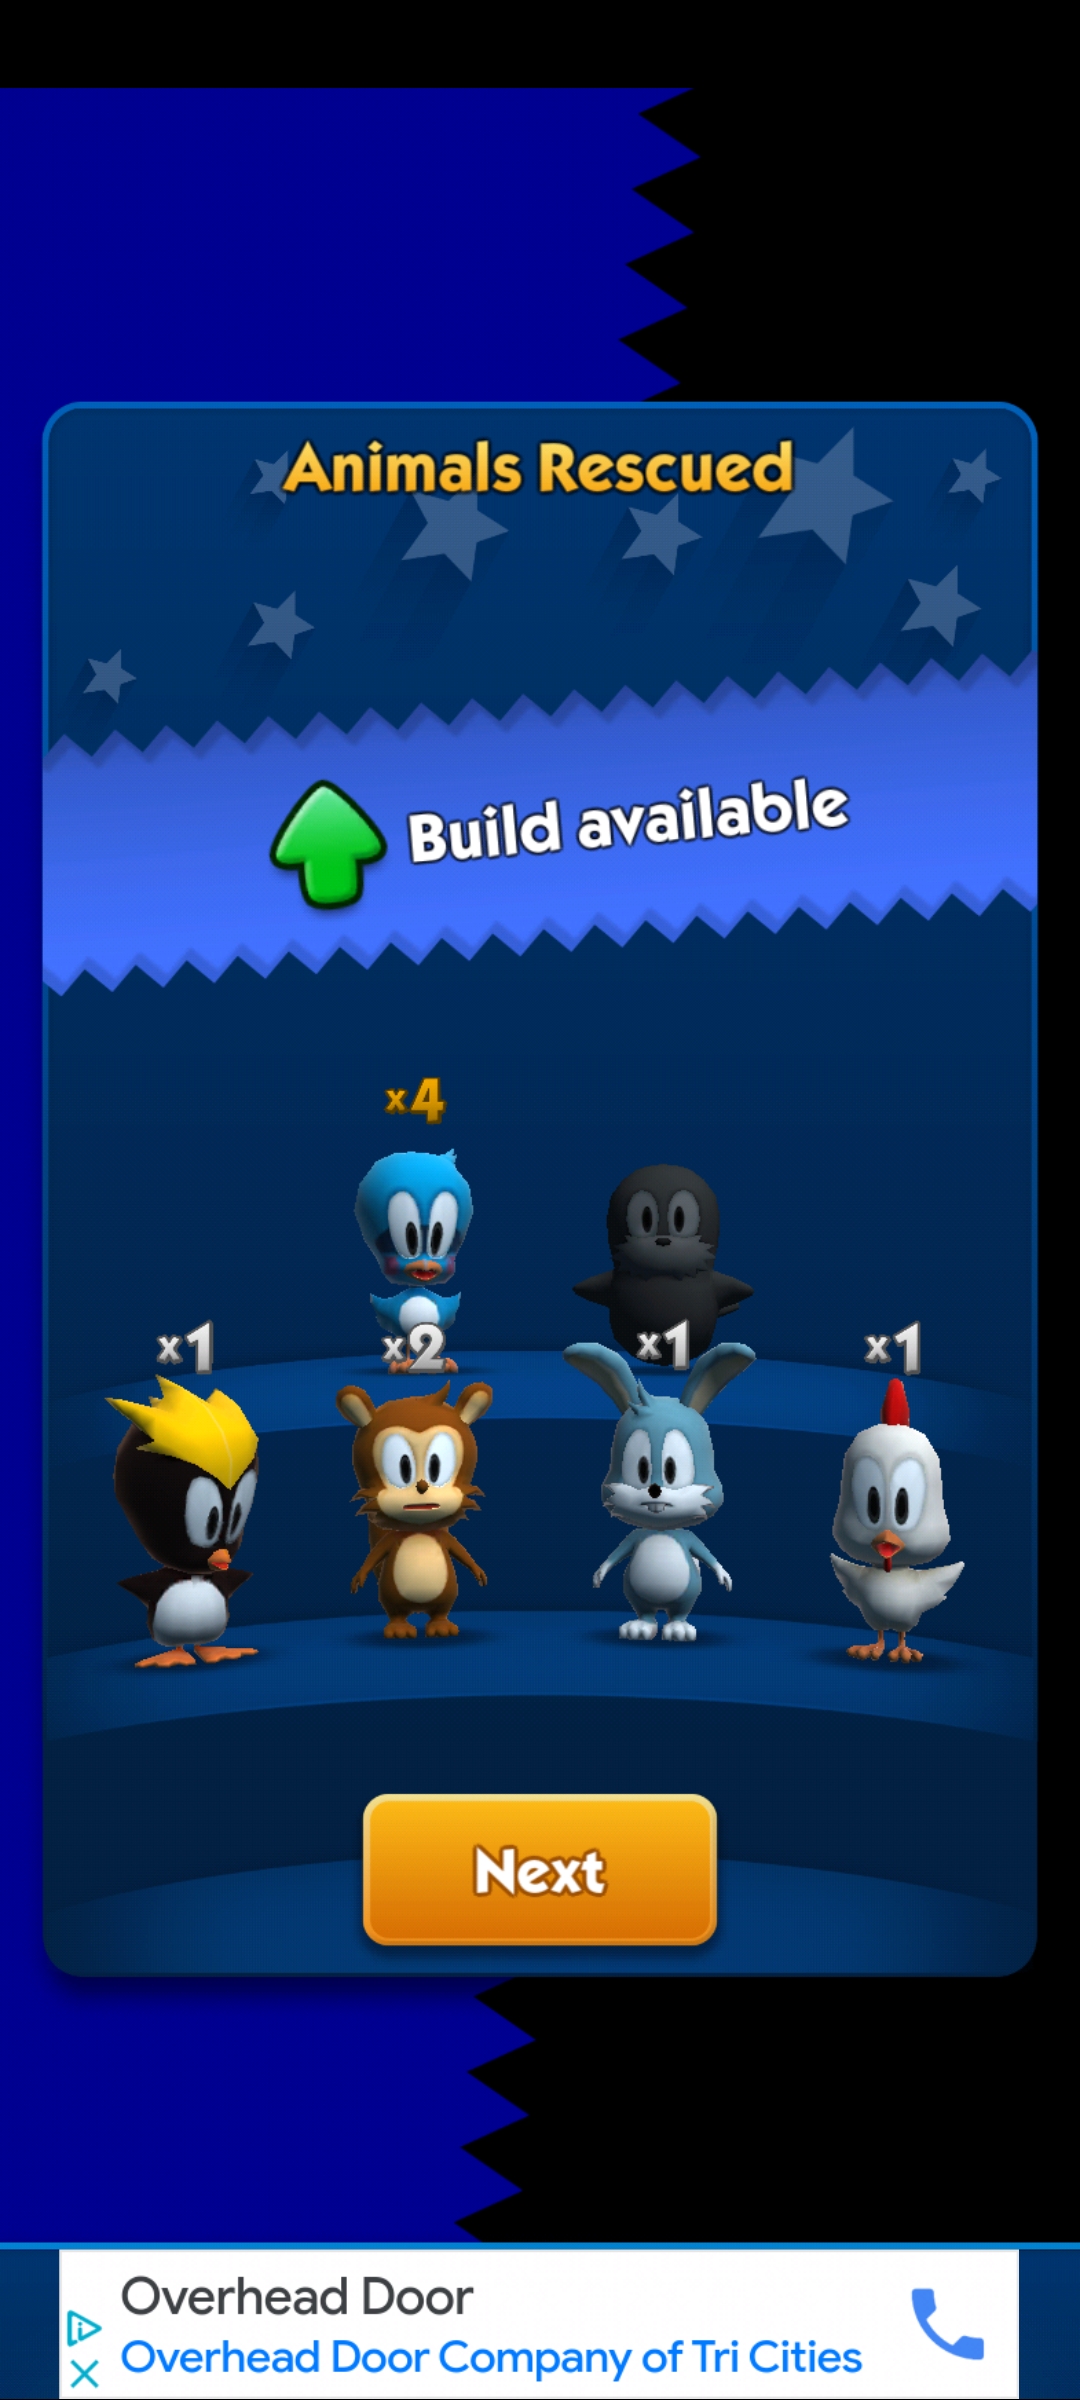 Animals Rescued
Build available
x4
x1 x2 x1 x1
Next
Overhead Door
Overhead Door Company of Tri Cities